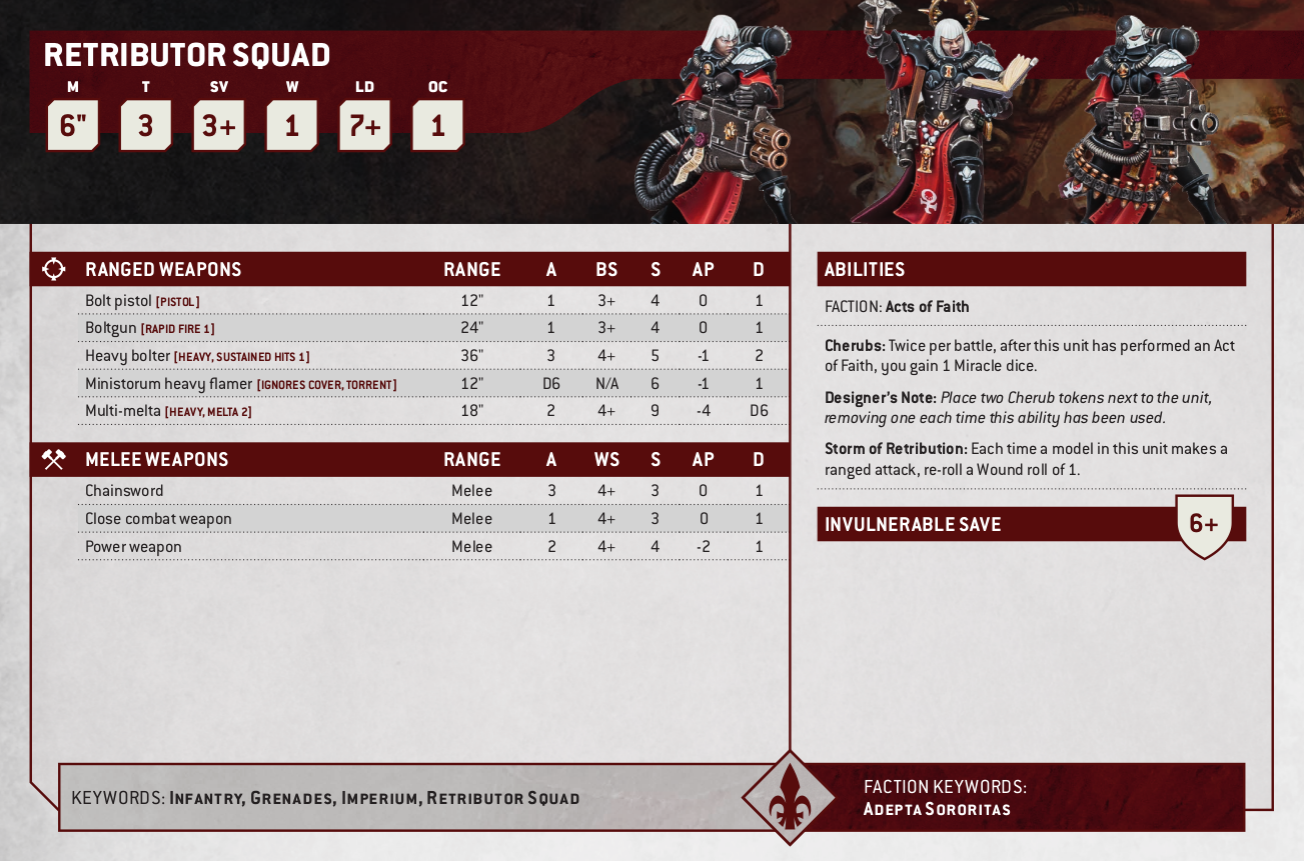 RETRIBUTOR SQUAD
M T SV W LD OC
6" 3 3+ 1 7+ 1
RANGED WEAPONS RANGE A BS S AP D
Bolt pistol [PISTOL] 12" 1 3+ 4 0 1
Boltgun [RAPID FIRE 1] 24" 1 3+ 4 0 1
Heavy bolter [HEAVY, SUSTAINED HITS 1] 36" 3 4+ 5 -1 2
Ministorum heavy flamer [IGNORES COVER, TORRENT] 12" D6 N/A 6 -1 1
Multi-melta [HEAVY, MELTA 2] 18" 2 4+ 9 -4 D6
MELEE WEAPONS RANGE A WS S AP D
Chainsword Melee 3 4+ 3 0 1
Close combat weapon Melee 1 4+ 3 0 1
Power weapon Melee 2 4+ 4 -2 1
ABILITIES
FACTION: Acts of Faith
Cherubs: Twice per battle, after this unit has performed an Act
of Faith, you gain 1 Miracle dice.
Designer's Note: Place two Cherub tokens next to the unit,
removing one each time this ability has been used.
Storm of Retribution: Each time a model in this unit makes a
ranged attack, re-roll a Wound roll of 1.
INVULNERABLE SAVE 6+
KEYWORDS: INFANTRY, GRENADES, IMPERIUM, RETRIBUTOR SQUAD
FACTION KEYWORDS:
ADEPTA SORORITAS